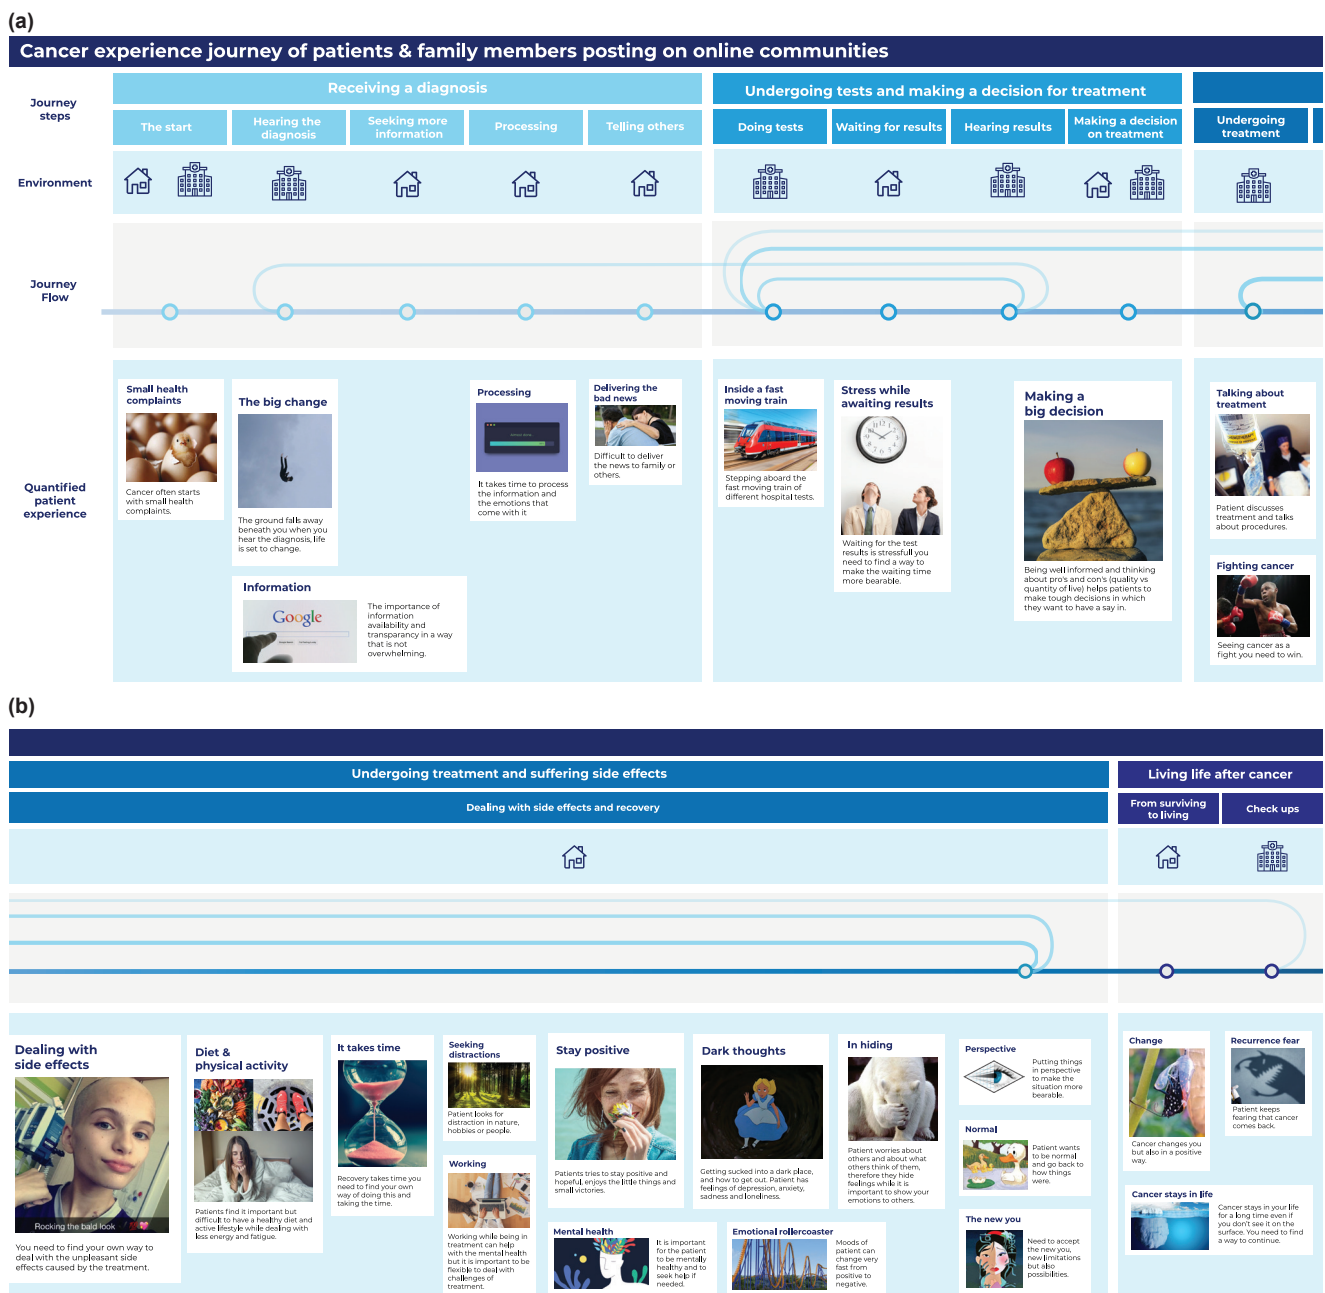 (a)
Cancer experience journey of patients & family members posting on online communities
Journey
steps
Receiving a diagnosis
Undergoing tests and making a decision for treatment
The start
Hearing the
diagnosis
Seeking more
information
Processing
Telling others
Doing tests
Waiting for results
Hearing results
Making a decision
on treatment
Undergoing
treatment
Environment
Journey
Flow
Quantified
patient
experience
Small health
complaints
Cancer often starts
with small health
complaints.
The big change
The ground falls away
beneath you when you
hear the diagnosis, life
is set to change.
Information
Google
The importance of
information
availability and
transparency in a way
that is not
overwhelming.
Processing
It takes time to process
the information and
the emotions that
come with it
Delivering the
bad news
Difficult to deliver
the news to family or
others.
Inside a fast
moving train
Stepping aboard the
fast moving train of
different hospital tests.
Stress while
awaiting results
Waiting for the test
results is stressfull you
need to find a way to
make the waiting time
more bearable.
Making a
big decision
Being well informed and thinking
about pro's and con's (quality vs
quantity of live) helps patients to
make tough decisions in which
they want to have a say in.
Talking about
treatment
Patient discusses
treatment and talks
about procedures.
Fighting cancer
Seeing cancer as a
fight you need to win.
(b)
Undergoing treatment and suffering side effects
Living life after cancer
Dealing with side effects and recovery
From surviving
to living
Check ups
Dealing with
side effects
Rocking the bald look
You need to find your own way to
deal with the unpleasant side
effects caused by the treatment.
Diet &
physical activity
Patients find it important but
difficult to have a healthy diet and
active lifestyle while dealing with
less energy and fatigue.
It takes time
Recovery takes time you
need to find your own
way of doing this and
taking the time.
Seeking
distractions
Patient looks for
distraction in nature,
hobbies or people.
Working
Working while being in
treatment can help
with the mental health
but it is important to be
flexible to deal with
challenges of
treatment.
Stay positive
Patients tries to stay positive and
hopeful, enjoys the little things and
small victories.
Mental health
It is important
for the patient
to be mentally
healthy and to
seek help if
needed.
Dark thoughts
Getting sucked into a dark place,
and how to get out. Patient has
feelings of depression, anxiety,
sadness and loneliness.
Emotional rollercoaster
Moods of
patient can
change very
fast from
positive to
negative.
In hiding
Patient worries about
others and about what
others think of them,
therefore they hide
feelings while it is
important to show your
emotions to others.
Perspective
Putting things
in perspective
to make the
situation more
bearable.
Normal
Patient wants
to be normal
and go back to
how things
were.
The new you
Need to accept
the new you,
new limitations
but also
possibilities.
Change
Cancer changes you
but also in a positive
way.
Recurrence fear
Patient keeps
fearing that cancer
comes back.
Cancer stays in life
Cancer stays in your life
for a long time even if
you don't see it on the
surface. You need to find
a way to continue.